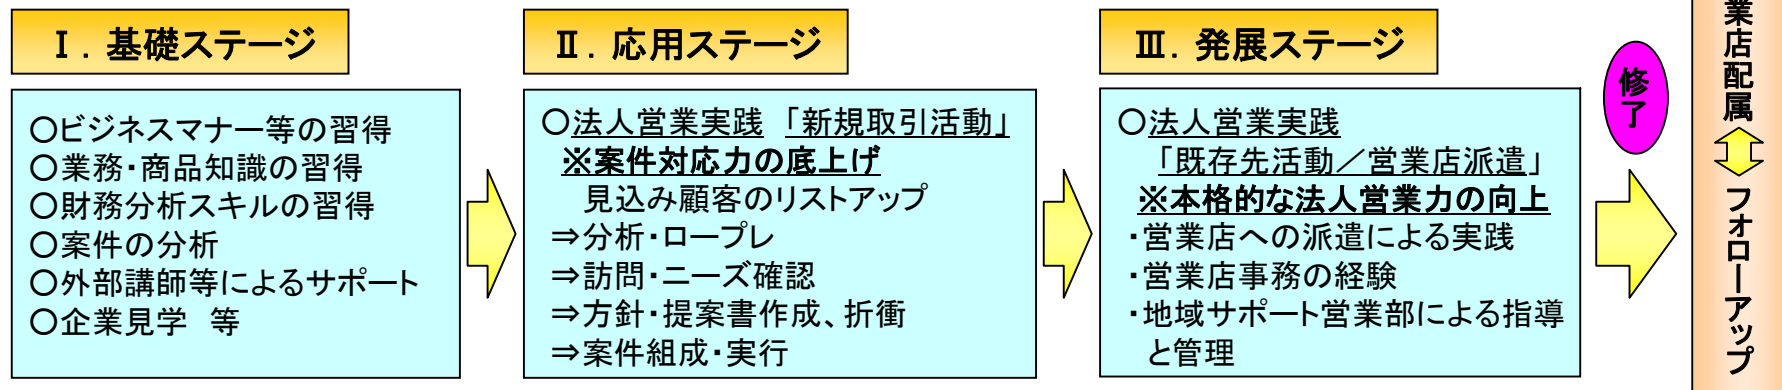 Ⅰ．基礎ステージ
○ビジネスマナー等の習得
○業務・商品知識の習得
○財務分析スキルの習得
○案件の分析
○外部講師等によるサポート
○企業見学　等
Ⅱ．応用ステージ
○法人営業実践　「新規取引活動」
※案件対応力の底上げ
見込み顧客のリストアップ
⇒分析・ロープレ
⇒訪問・ニーズ確認
⇒方針・提案書作成、折衝
⇒案件組成・実行
Ⅲ．発展ステージ
○法人営業実践
「既存先活動／営業店派遣」
※本格的な法人営業力の向上
・営業店への派遣による実践
・営業店事務の経験
・地域サポート営業部による指導
と管理
修了
業店配属
フォローアップ